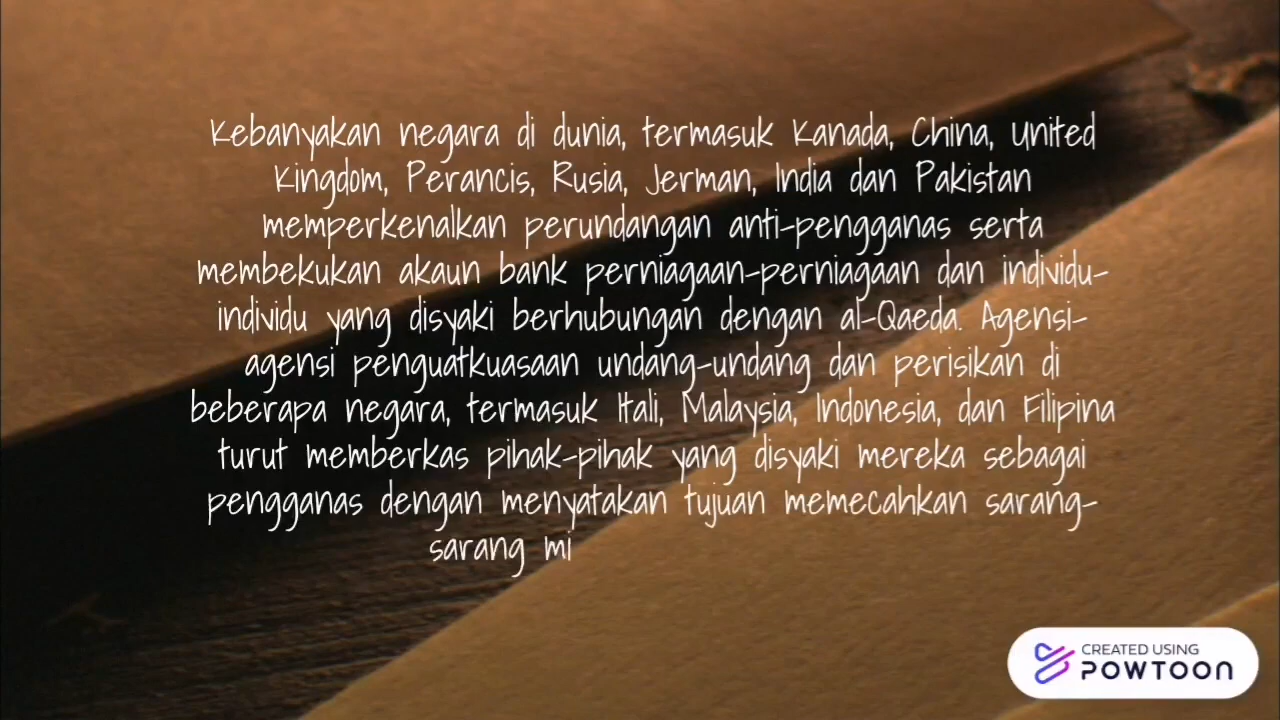 Kebanyakan negara di dunia, termasuk Kanada, China, United
Kingdom, Perancis, Rusia, Jerman, India dan Pakistan
memperkenalkan perundangan anti-pengganas serta
membekukan akaun bank perniagaan-perniagaan dan individu-
individu yang disyaki berhubungan dengan al-Qaeda. Agensi-
agensi penguatkuasaan undang-undang dan perisikan di
beberapa negara, termasuk Itali, Malaysia, Indonesia, dan Filipina
turut memberkas pihak-pihak yang disyaki mereka sebagai
pengganas dengan menyatakan tujuan memecahkan sarang-
sarang mi
CREATED USING
POWTOON